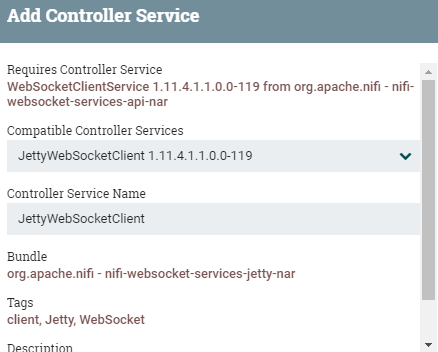 Add Controller Service
Requires Controller Service
WebSocketClientService 1.11.4.1.1.0.0-119 from org.apache.nifi - nifi-
websocket-services-api-nar
Compatible Controller Services
JettyWebSocketClient 1.11.4.1.1.0.0-119
Controller Service Name
JettyWebSocketClient
Bundle
org.apache.nifi - nifi-websocket-services-jetty-nar
Tags
client, Jetty, WebSocket
Description